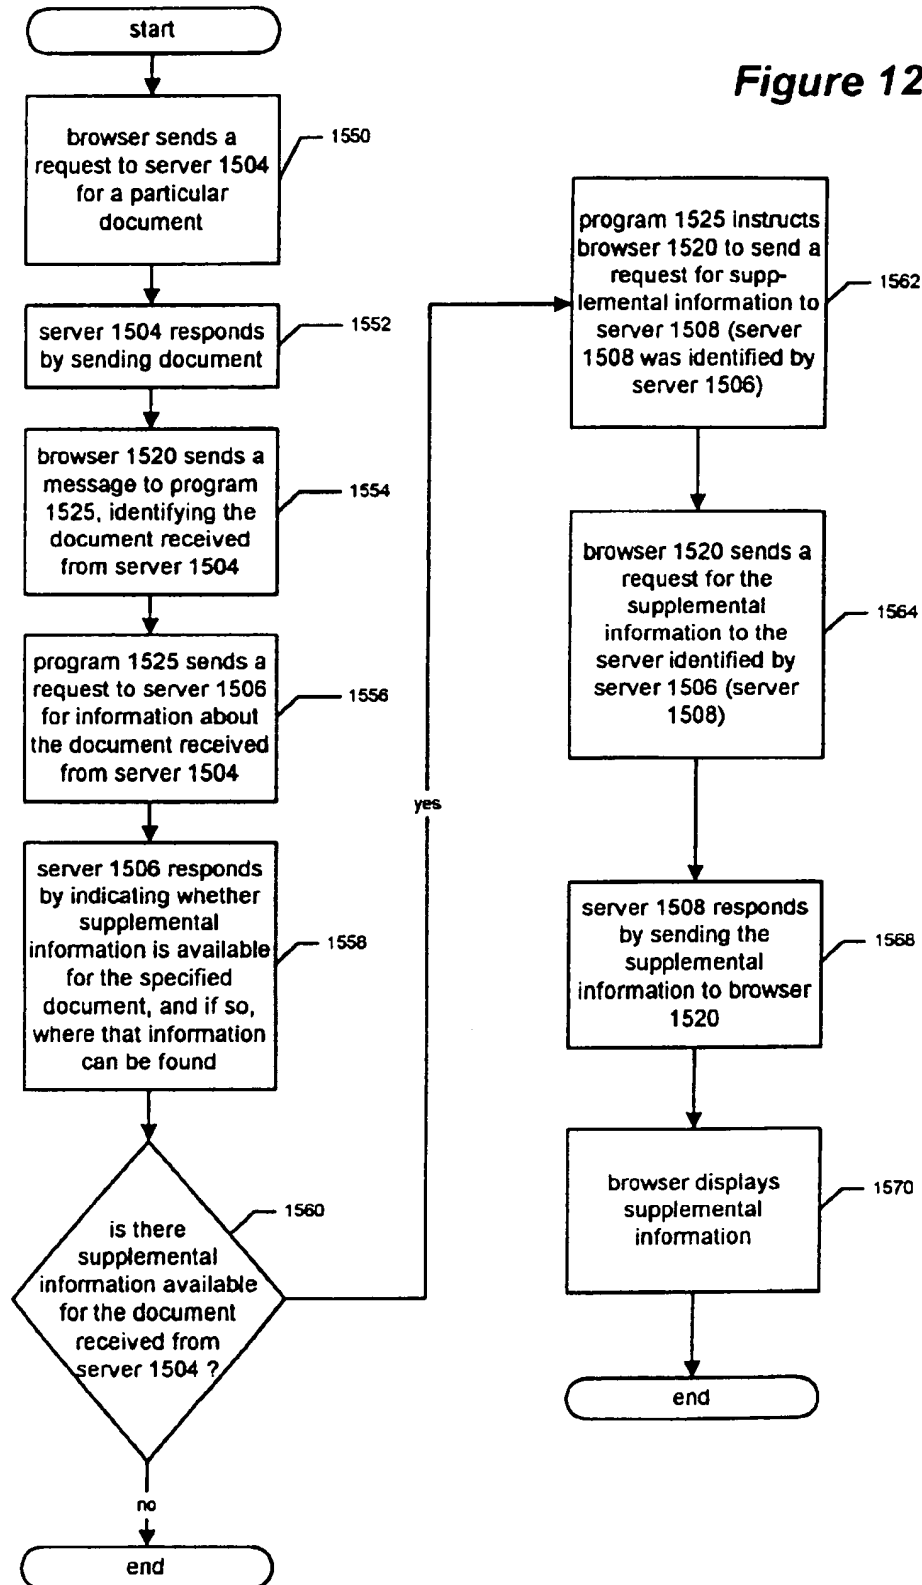 start
Figure 12
browser sends a
request to server 1504
for a particular
document
1550
server 1504 responds
by sending document
1552
browser 1520 sends a
message to program
1525, identifying the
document received
from server 1504
1554
program 1525 sends a
request to server 1506
for information about
the document received
from server 1504
1556
server 1506 responds
by indicating whether
supplemental
information is available
for the specified
document, and if so,
where that information
can be found
1558
is there
supplemental
information available
for the document
received from
server 1504 ?
1560
no
end
yes
program 1525 instructs
browser 1520 to send a
request for supp-
lemental information to
server 1508 (server
1508 was identified by
server 1506)
1562
browser 1520 sends a
request for the
supplemental
information to the
server identified by
server 1506 (server
1508)
1564
server 1508 responds
by sending the
supplemental
information to browser
1520
1568
browser displays
supplemental
information
1570
end